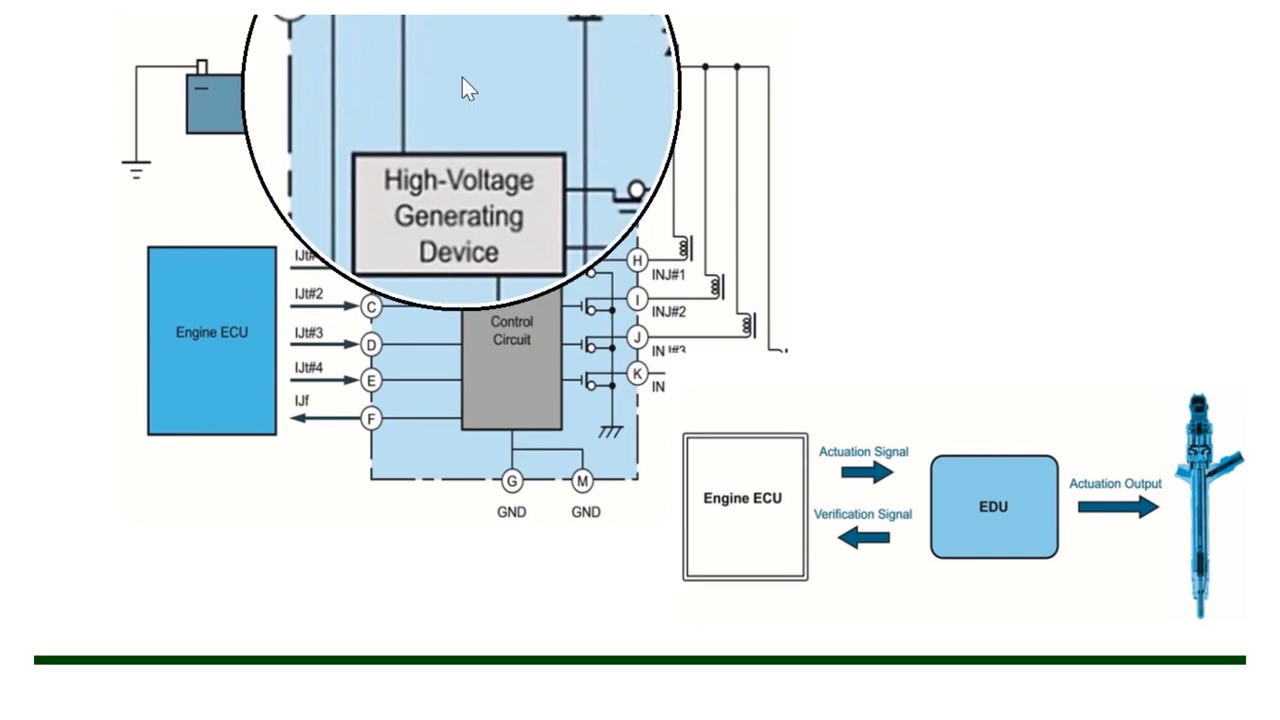 High-Voltage
Generating
Device
H
INJ#1
IJt#2
C
I
INJ#2
Engine ECU
Control
Circuit
IJt#3
D
J
IJt#4
E
K
IN
IJf
F
G
M
GND
GND
Engine ECU
Actuation Signal
Verification Signal
EDU
Actuation Output